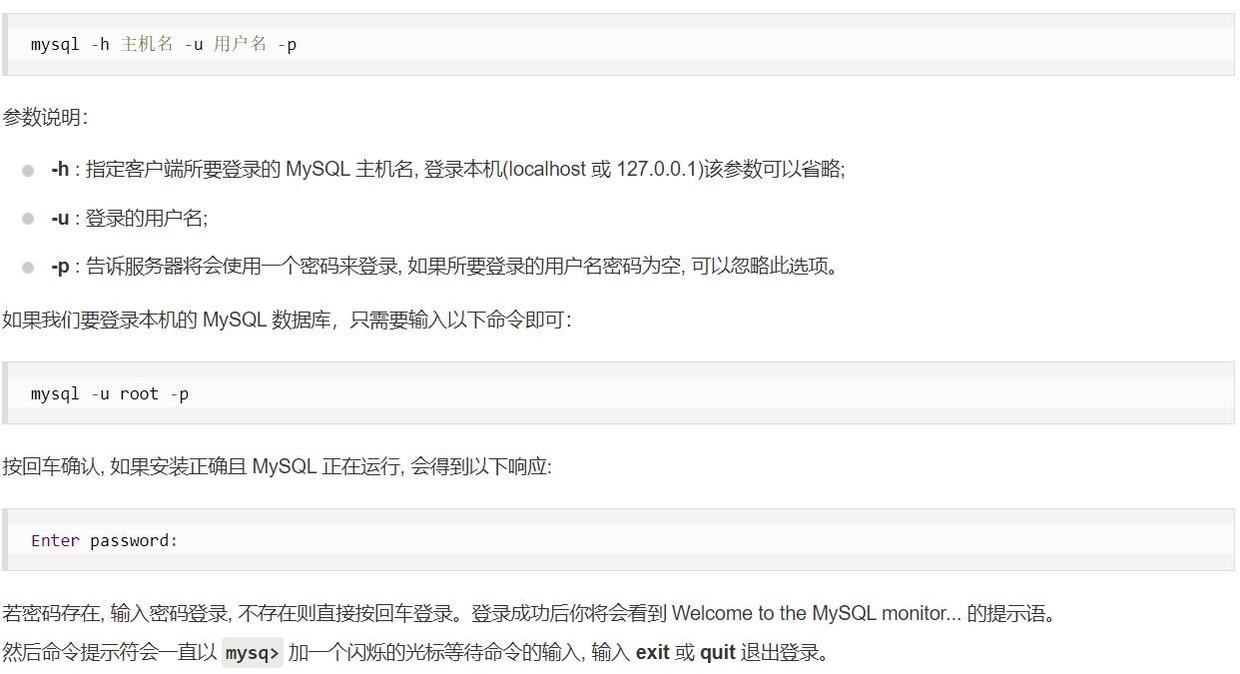 mysql -h 主机名 -u 用户名 -p
参数说明：
-h : 指定客户端所要登录的 MySQL 主机名, 登录本机(localhost 或 127.0.0.1)该参数可以省略;
-u : 登录的用户名;
-p : 告诉服务器将会使用一个密码来登录, 如果所要登录的用户名密码为空, 可以忽略此选项。
如果我们要登录本机的 MySQL 数据库，只需要输入以下命令即可：
mysql -u root -p
按回车确认, 如果安装正确且 MySQL 正在运行, 会得到以下响应:
Enter password:
若密码存在, 输入密码登录, 不存在则直接按回车登录。登录成功后你将会看到 Welcome to the MySQL monitor... 的提示语。
然后命令提示符会一直以 mysq> 加一个闪烁的光标等待命令的输入, 输入 exit 或 quit 退出登录。